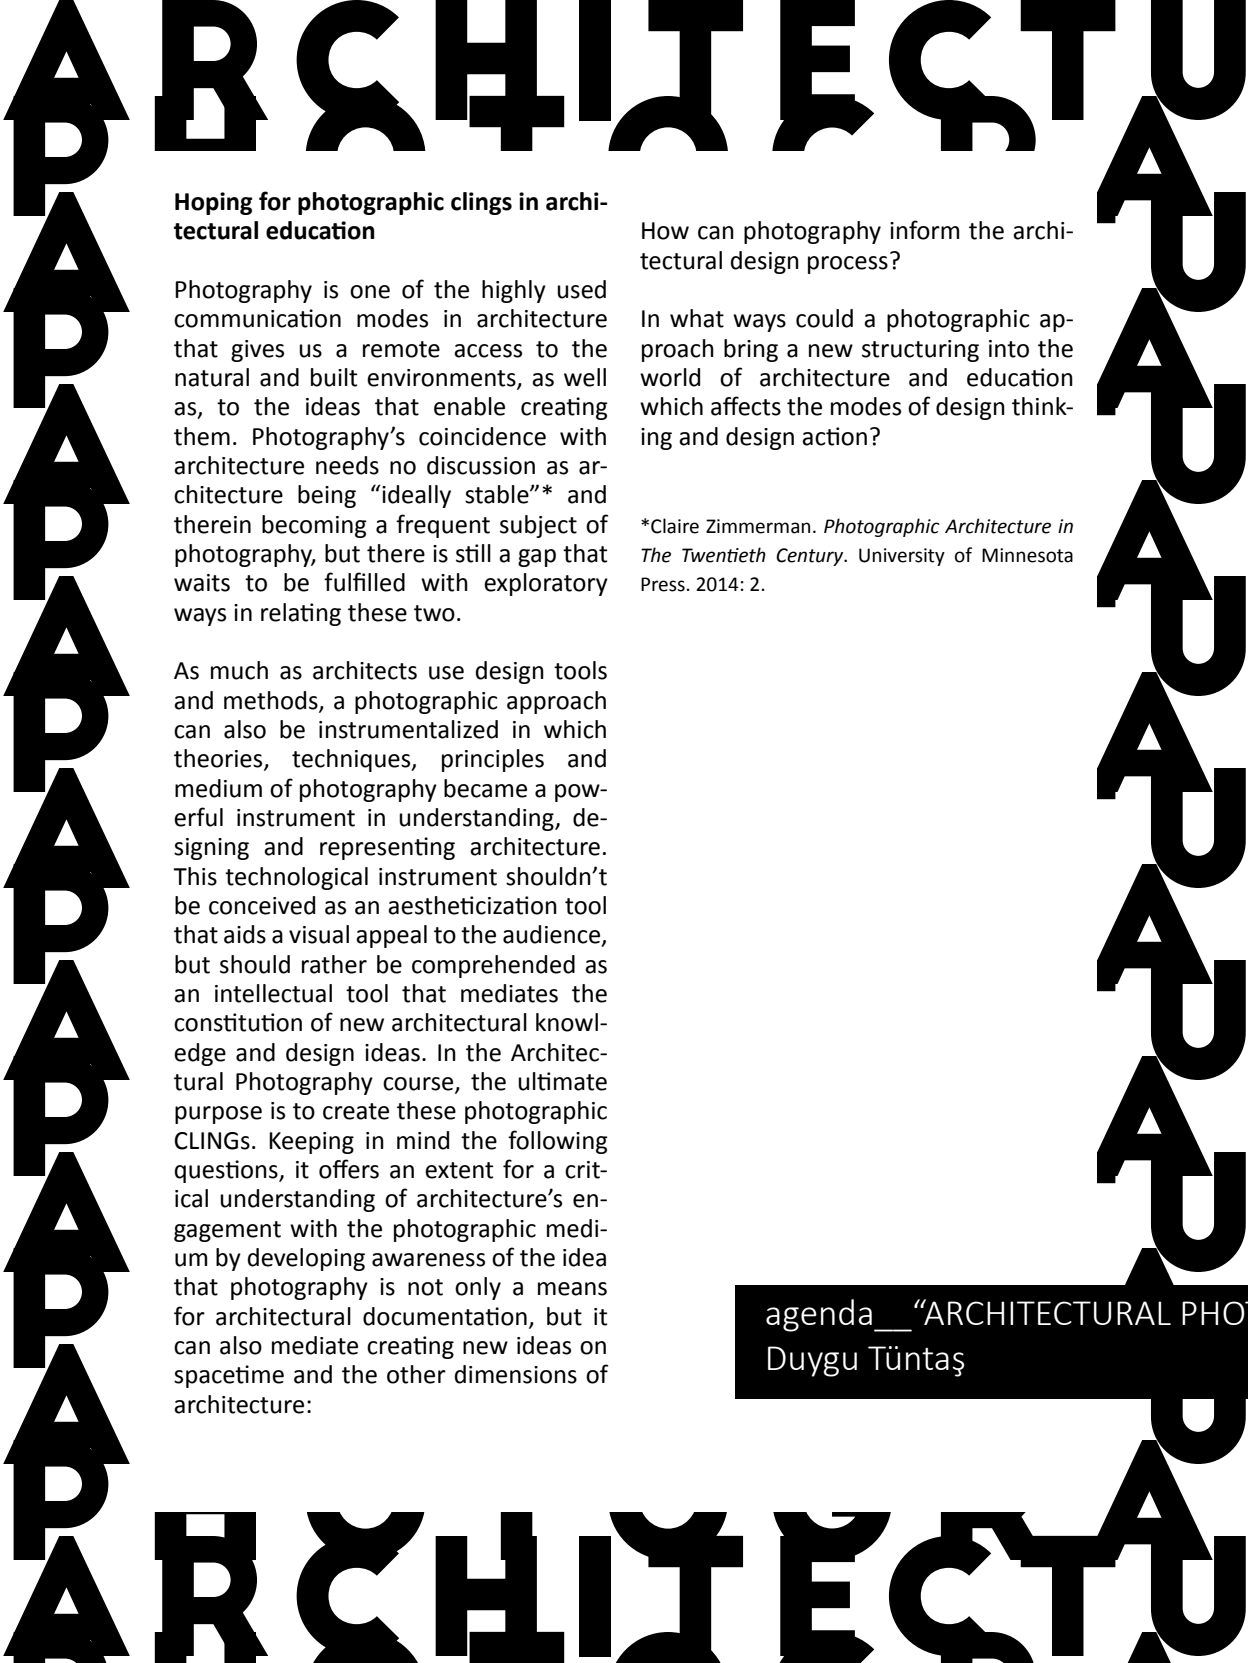 ARCHITECTU
Hoping for photographic clings in archi-
tectural education
Photography is one of the highly used
communication modes in architecture
that gives us a remote access to the
natural and built environments, as well
as, to the ideas that enable creating
them. Photography’s coincidence with
architecture needs no discussion as ar-
chitecture being “ideally stable”* and
therein becoming a frequent subject of
photography, but there is still a gap that
waits to be fulfilled with exploratory
ways in relating these two.
As much as architects use design tools
and methods, a photographic approach
can also be instrumentalized in which
theories, techniques, principles and
medium of photography became a pow-
erful instrument in understanding, de-
signing and representing architecture.
This technological instrument shouldn’t
be conceived as an aestheticization tool
that aids a visual appeal to the audience,
but should rather be comprehended as
an intellectual tool that mediates the
constitution of new architectural knowl-
edge and design ideas. In the Architec-
tural Photography course, the ultimate
purpose is to create these photographic
CLINGs. Keeping in mind the following
questions, it offers an extent for a crit-
ical understanding of architecture’s en-
gagement with the photographic medi-
um by developing awareness of the idea
that photography is not only a means
for architectural documentation, but it
can also mediate creating new ideas on
spacetime and the other dimensions of
architecture:
How can photography inform the archi-
tectural design process?
In what ways could a photographic ap-
proach bring a new structuring into the
world of architecture and education
which affects the modes of design think-
ing and design action?
*Claire Zimmerman. Photographic Architecture in
The Twentieth Century. University of Minnesota
Press. 2014: 2.
agenda__“ARCHITECTURAL PHO
Duygu Tüntaş
ARCHITECTU